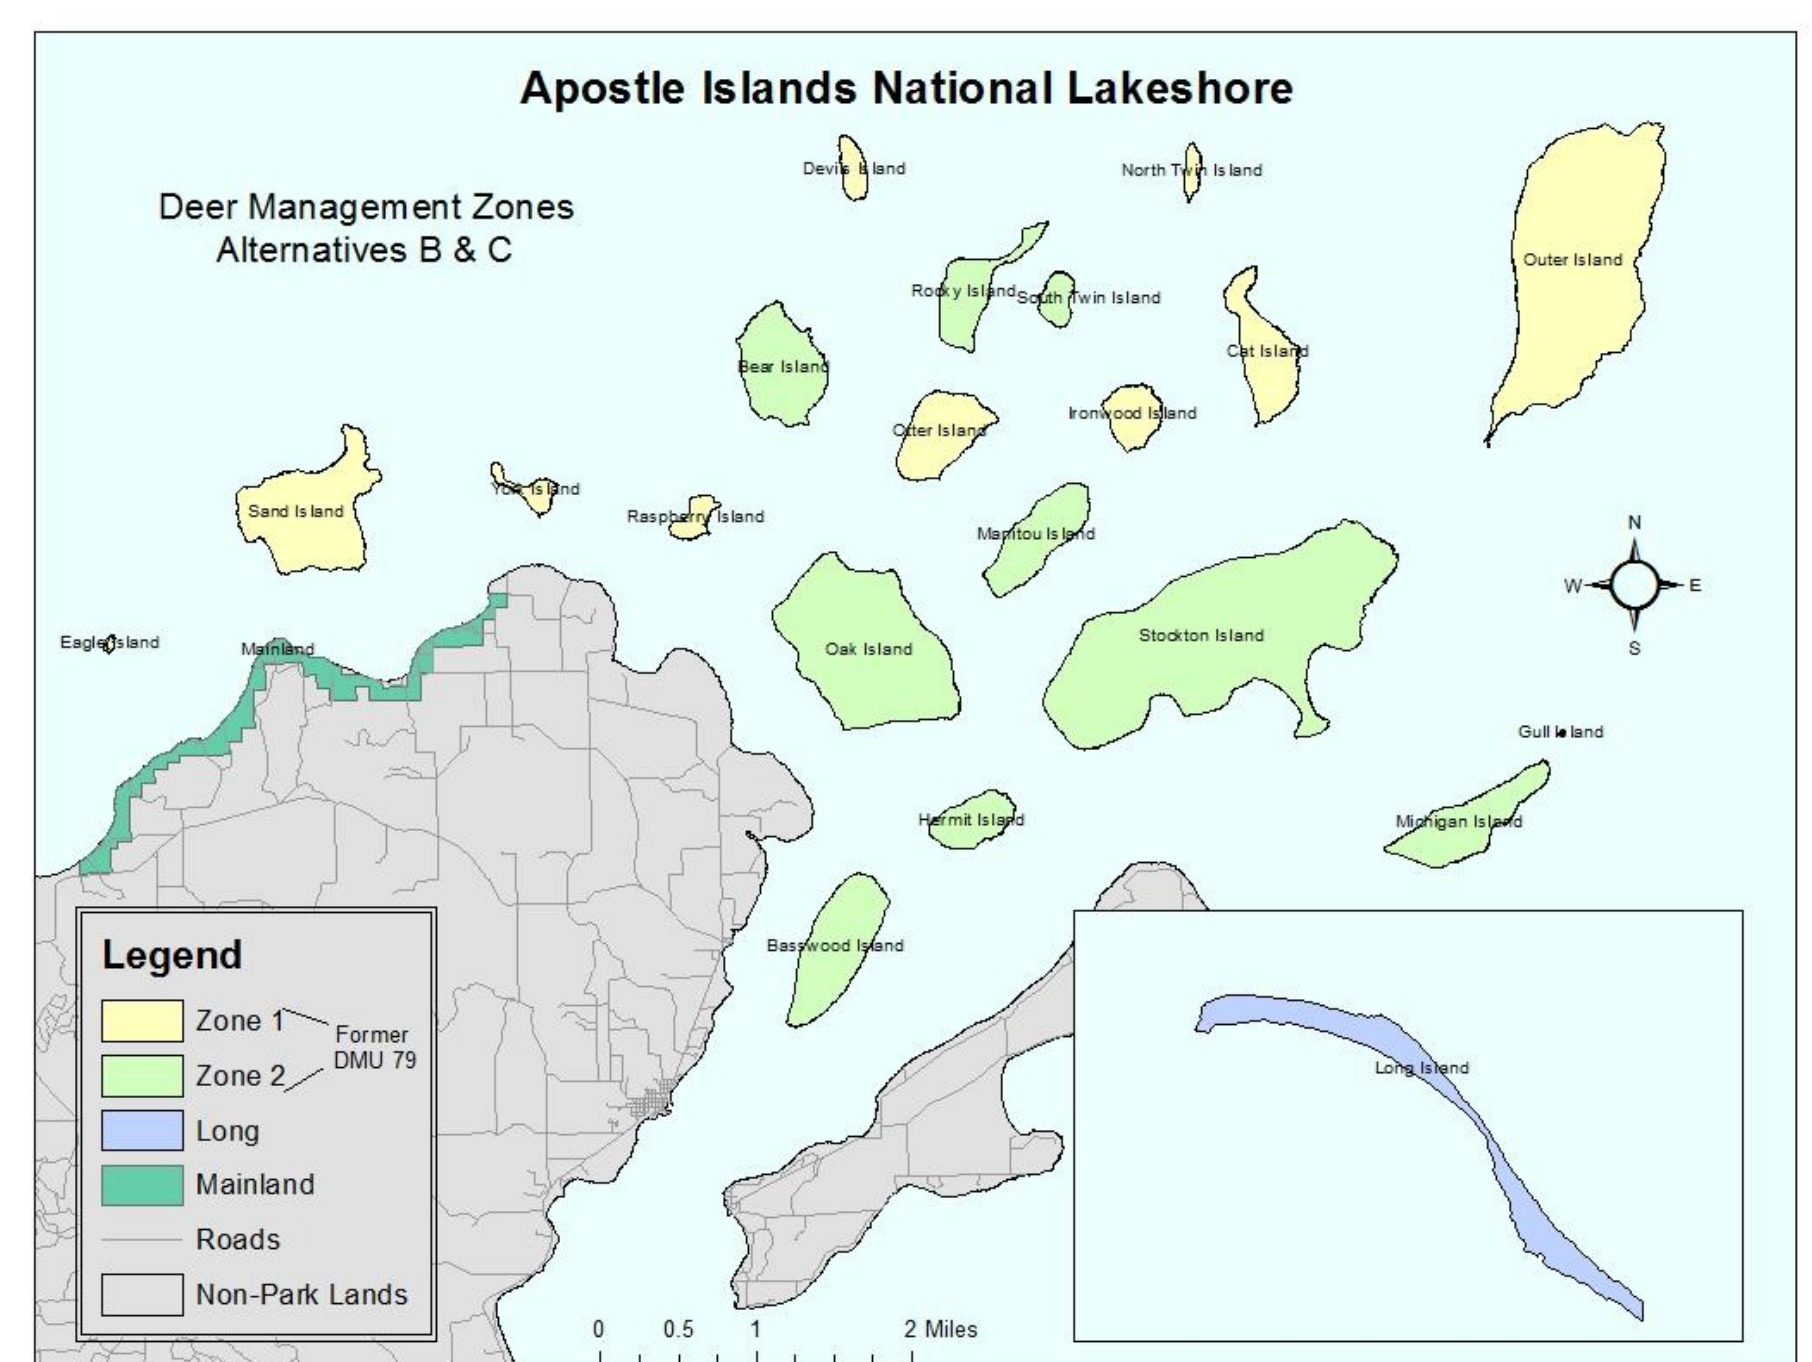 Apostle Islands National Lakeshore
Deer Management Zones
Alternatives B & C
Devils Island
North Twin Island
Outer Island
Rocky Island
South Twin Island
Cat Island
Bear Island
Ironwood Island
Otter Island
Sand Island
York Island
Raspberry Island
Manitou Island
N
W
E
S
Eagle Island
Mainland
Oak Island
Stockton Island
Gull Island
Hermit Island
Michigan Island
Basswood Island
Long Island
Legend
Zone 1
Zone 2
Former
DMU 79
Long
Mainland
Roads
Non-Park Lands
0 0.5 1 2 Miles